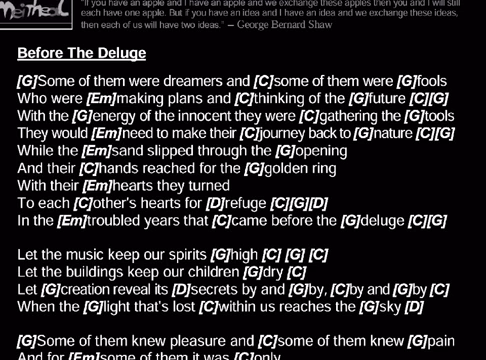 "If you have an apple and I have an apple and we exchange these apples then you and I will still
each have one apple. But if you have an idea and I have an idea and we exchange these ideas,
then each of us will have two ideas." – George Bernard Shaw
Before The Deluge
[G]Some of them were dreamers and [C]some of them were [G]fools
Who were [Em]making plans and [C]thinking of the [G]future [C][G]
With the [G]energy of the innocent they were [C]gathering the [G]tools
They would [Em]need to make their [C]journey back to [G]nature [C][G]
While the [Em]sand slipped through the [G]opening
And their [C]hands reached for the [G]golden ring
With their [Em]hearts they turned
To each [C]other's hearts for [D]refuge [C][G][D]
In the [Em]troubled years that [C]came before the [G]deluge [C][G]
Let the music keep our spirits [G]high [C] [G] [C]
Let the buildings keep our children [G]dry [C]
Let [G]creation reveal its [D]secrets by and [G]by, [C]by and [G]by [C]
When the [G]light that's lost [C]within us reaches the [G]sky [D]
[G]Some of them knew pleasure and [C]some of them knew [G]pain
And for [Em]some of them it was [C]only